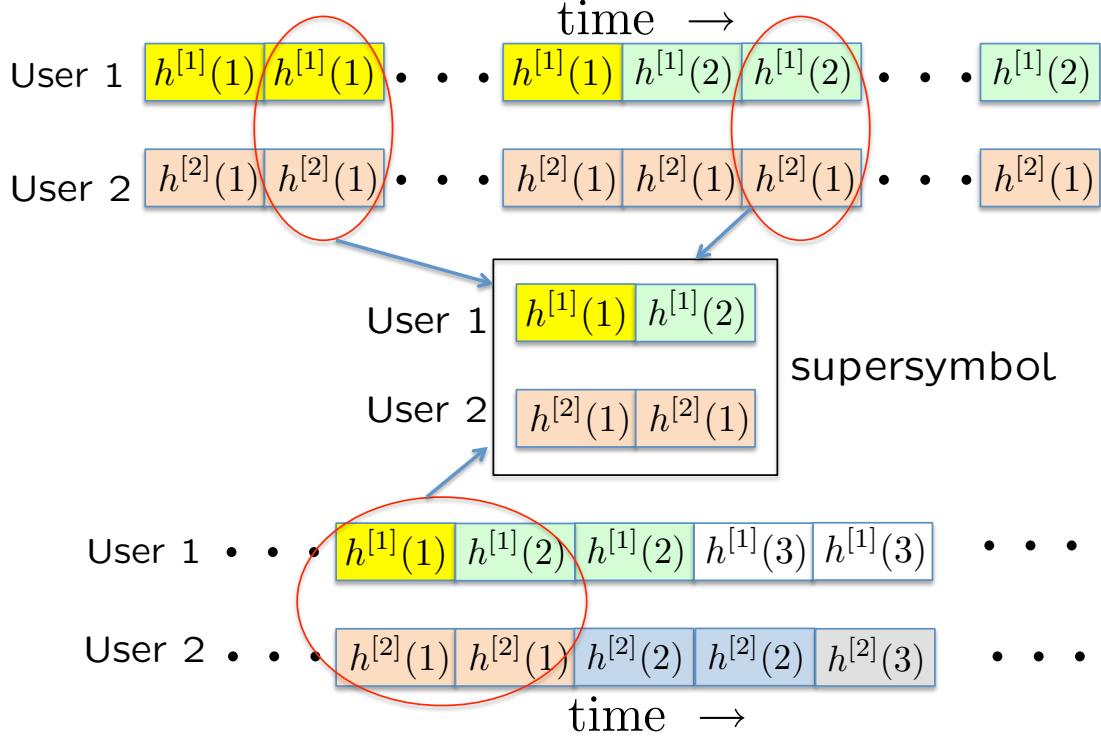 time →
User 1 h^{[1]}(1) h^{[1]}(1) • • • h^{[1]}(1) h^{[1]}(2) h^{[1]}(2) • • • h^{[1]}(2)
User 2 h^{[2]}(1) h^{[2]}(1) • • • h^{[2]}(1) h^{[2]}(1) h^{[2]}(1) • • • h^{[2]}(1)
User 1 h^{[1]}(1) h^{[1]}(2)
supersymbol
User 2 h^{[2]}(1) h^{[2]}(1)
User 1 • • • h^{[1]}(1) h^{[1]}(2) h^{[1]}(2) h^{[1]}(3) h^{[1]}(3) • • •
User 2 • • • h^{[2]}(1) h^{[2]}(1) h^{[2]}(2) h^{[2]}(2) h^{[2]}(3) • • •
time →